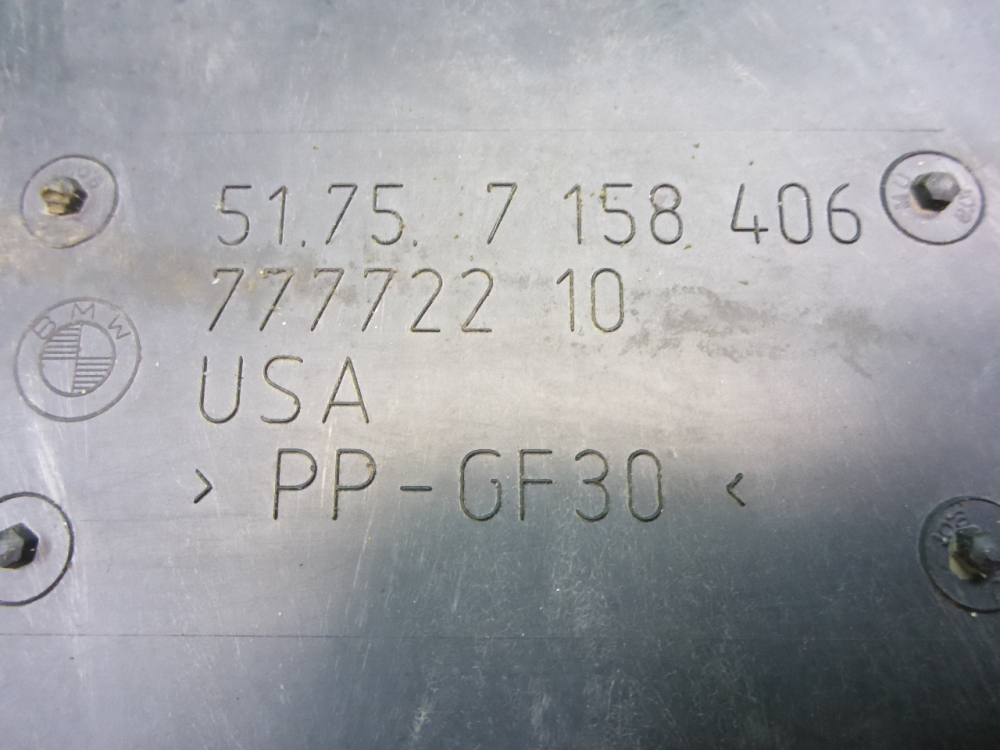 51.75. 7 158 406
777722 10
BMW
USA
> PP-GF30 <